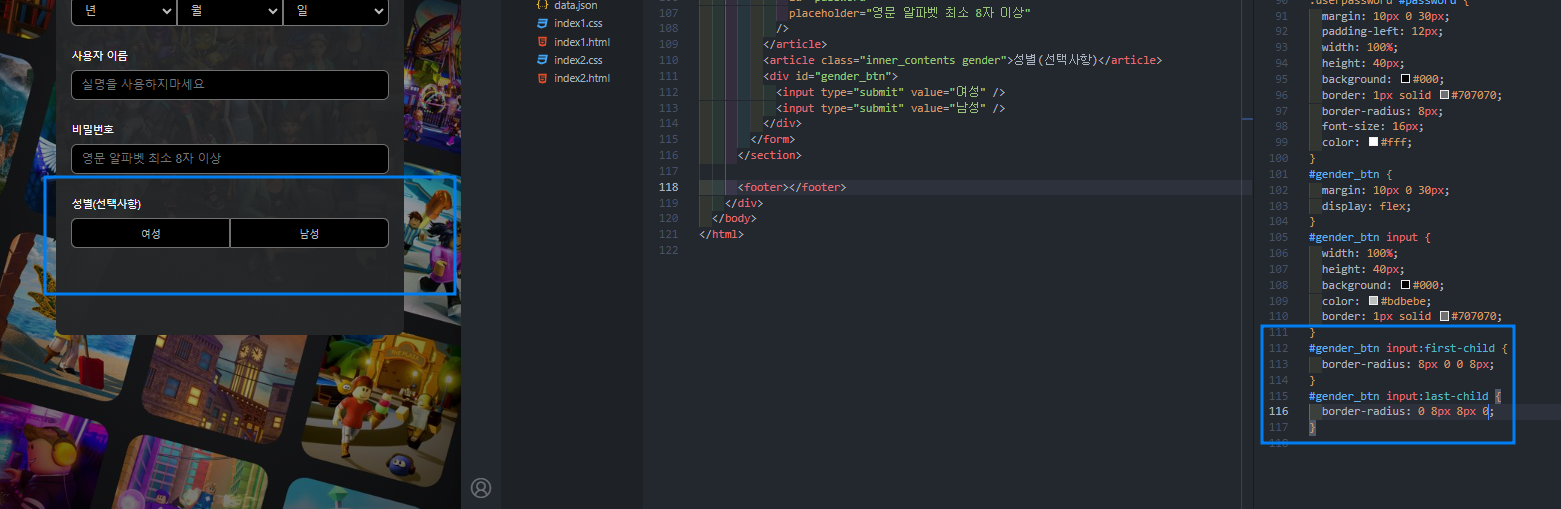 년 월 일
사용자 이름
실명을 사용하지마세요
비밀번호
영문 알파벳 최소 8자 이상
성별(선택사항)
여성 남성
data.json
index1.css
index1.html
index2.css
index2.html
107 placeholder="영문 알파벳 최소 8자 이상"
108 />
109 </article>
110 <article class="inner_contents gender">성별(선택사항)</article>
111 <div id="gender_btn">
112 <input type="submit" value="여성" />
113 <input type="submit" value="남성" />
114 </div>
115 </form>
116 </section>
117
118 <footer></footer>
119 </div>
120 </body>
121 </html>
122
90 .userpassword #password {
91 margin: 10px 0 30px;
92 padding-left: 12px;
93 width: 100%;
94 height: 40px;
95 background: #000;
96 border: 1px solid #707070;
97 border-radius: 8px;
98 font-size: 16px;
99 color: #fff;
100 }
101 #gender_btn {
102 margin: 10px 0 30px;
103 display: flex;
104 }
105 #gender_btn input {
106 width: 100%;
107 height: 40px;
108 background: #000;
109 color: #bdbebe;
110 border: 1px solid #707070;
111 }
112 #gender_btn input:first-child {
113 border-radius: 8px 0 0 8px;
114 }
115 #gender_btn input:last-child {
116 border-radius: 0 8px 8px 0;
117 }
118